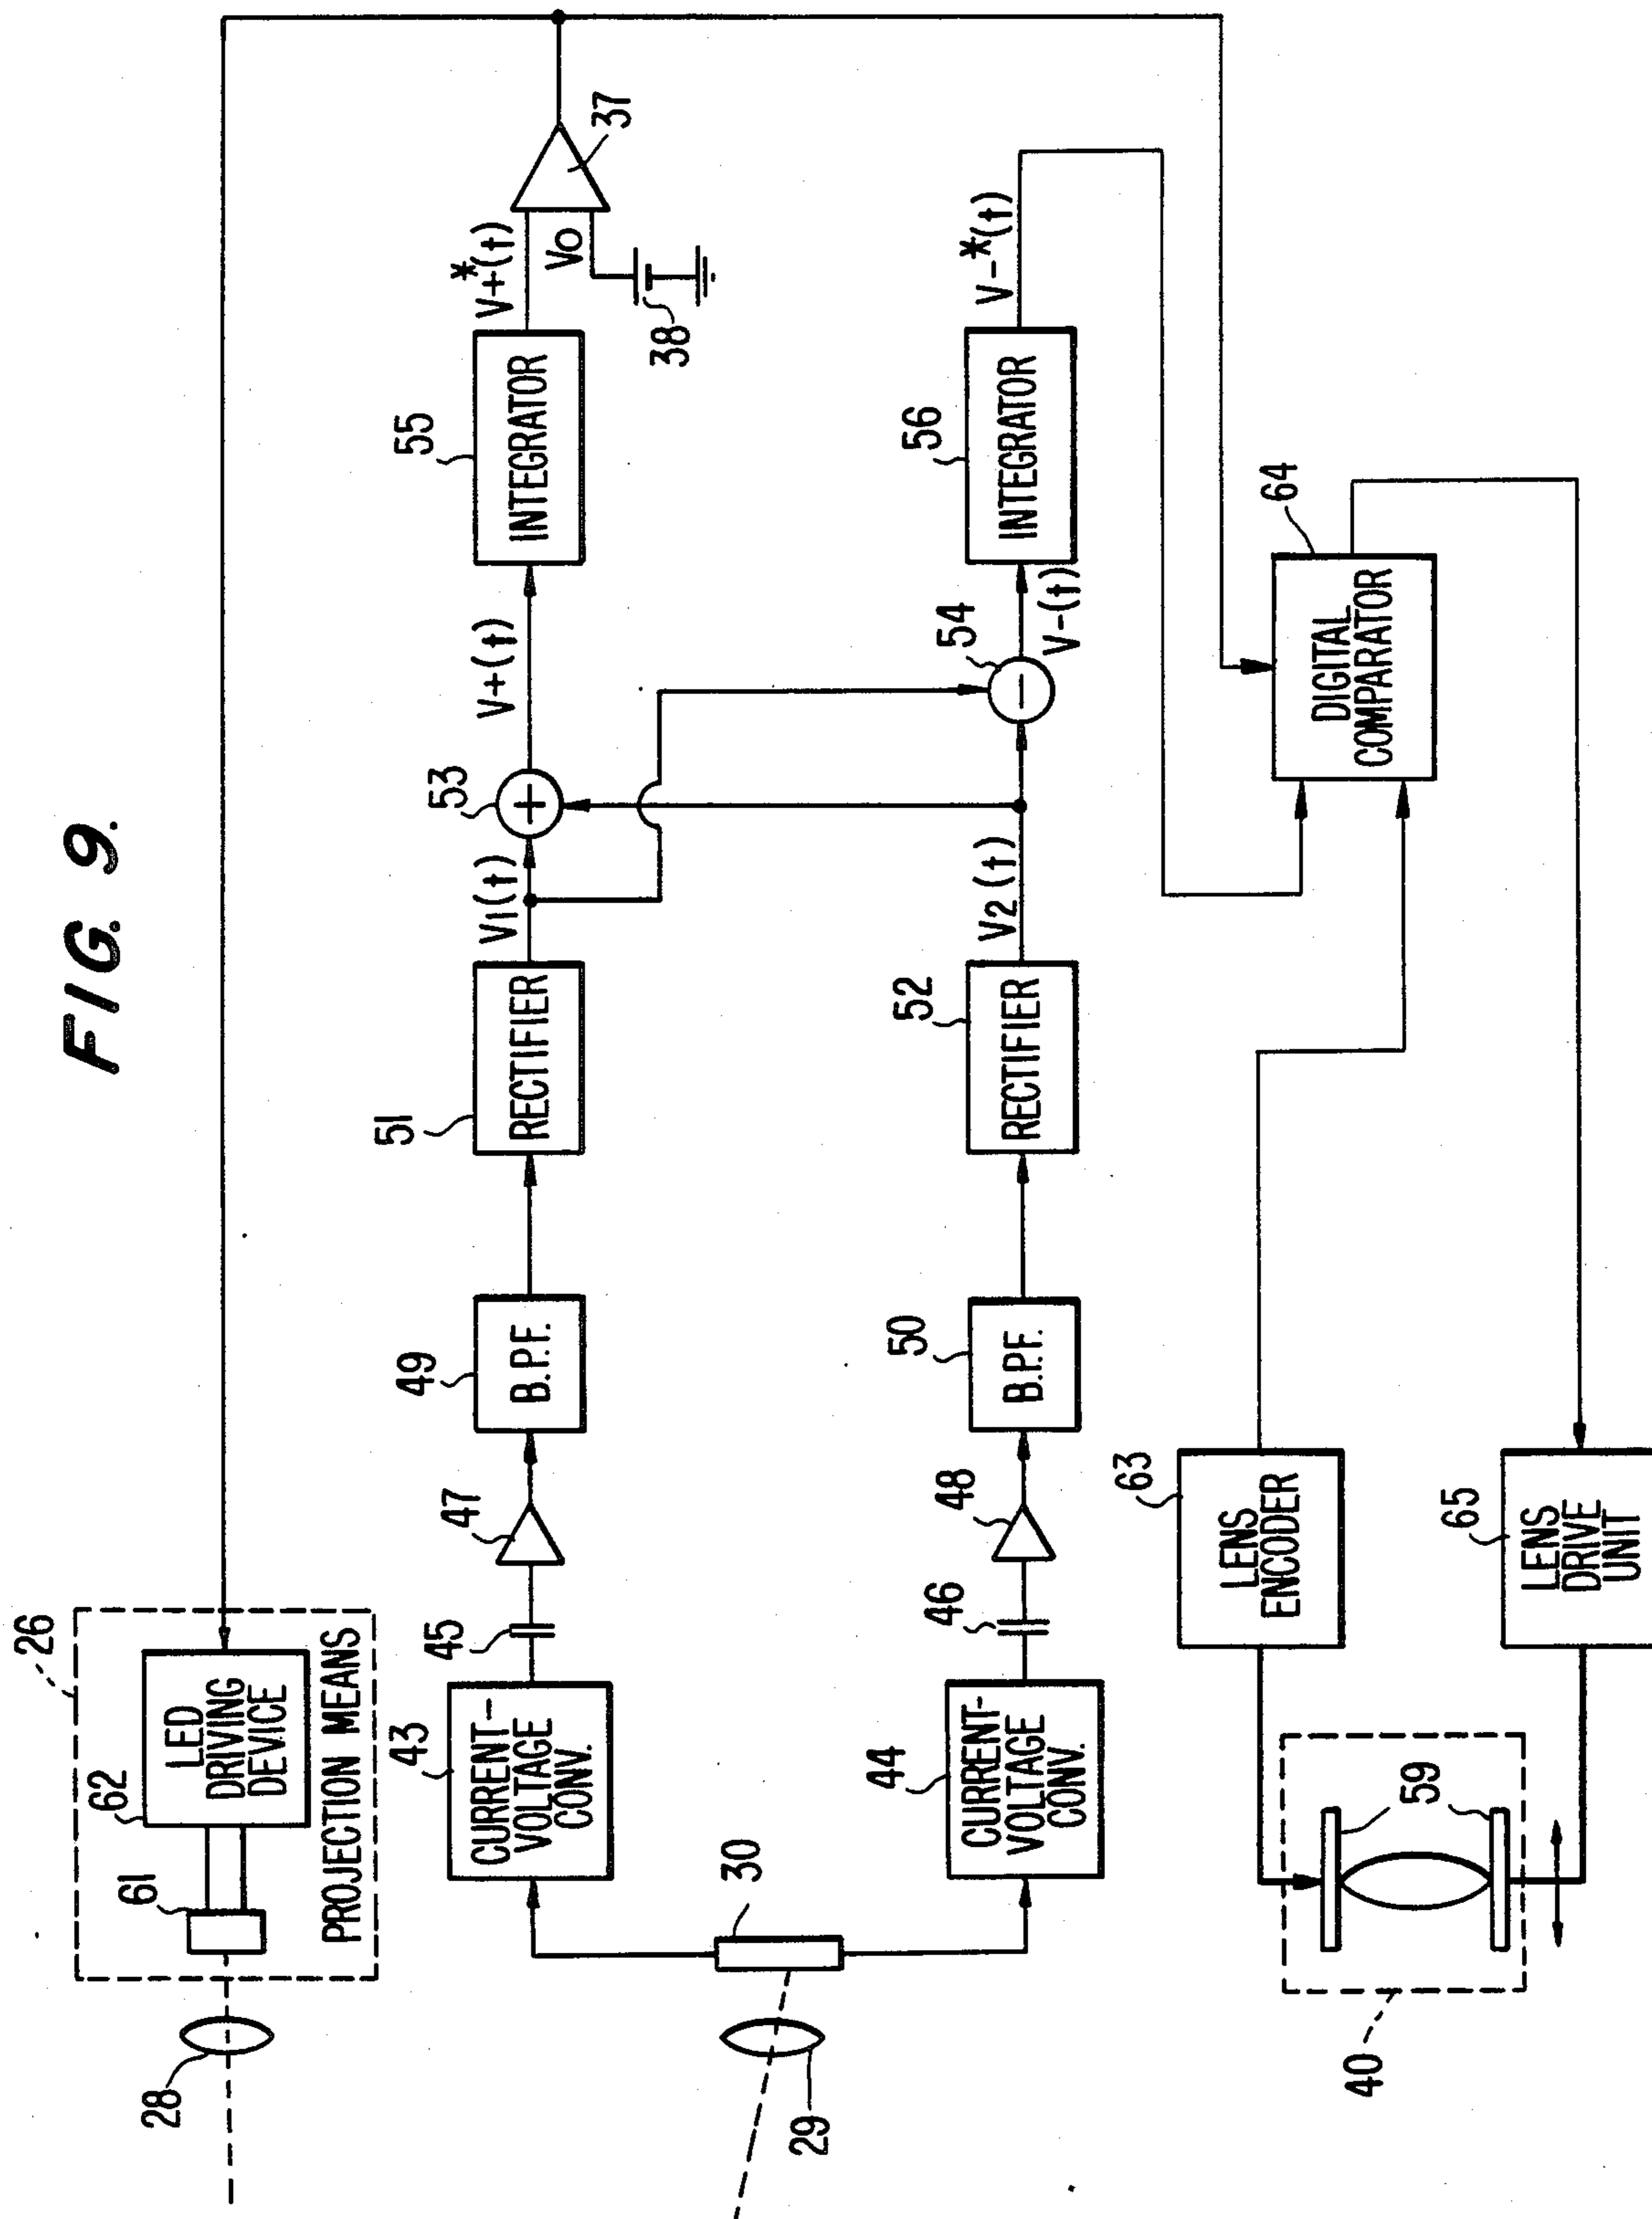 FIG. 9.
26
62
LED
DRIVING
DEVICE
61
PROJECTION MEANS
28
43
CURRENT-
VOLTAGE
CONV.
45
47
49
B.P.F.
51
RECTIFIER
V1(t)
53
+
V+(t)
55
INTEGRATOR
V+*(t)
V0
37
38
30
29
44
CURRENT-
VOLTAGE
CONV.
46
48
50
B.P.F.
52
RECTIFIER
V2(t)
54
−
V-(t)
56
INTEGRATOR
V-*(t)
63
LENS
ENCODER
64
DIGITAL
COMPARATOR
65
LENS
DRIVE
UNIT
59
40